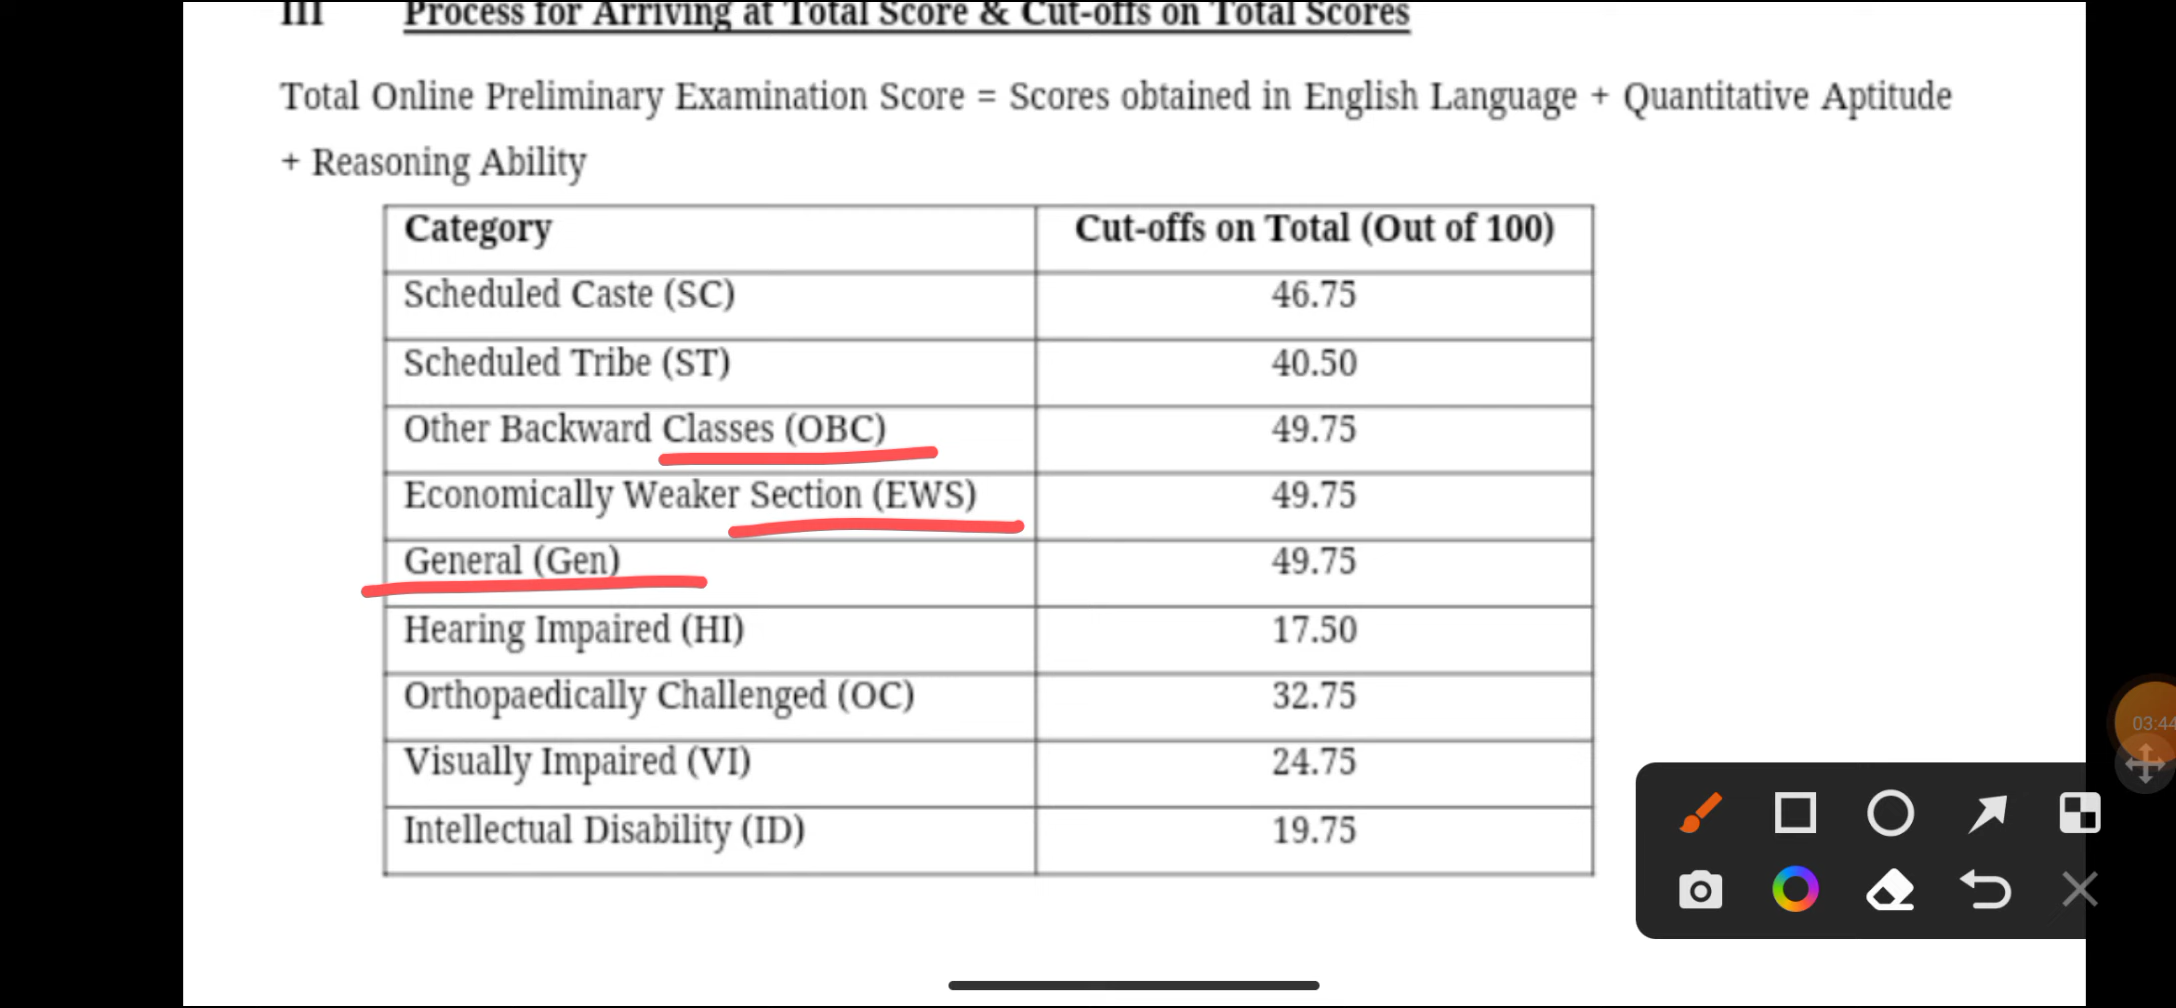 III Process for Arriving at Total Score & Cut-offs on Total Scores
Total Online Preliminary Examination Score = Scores obtained in English Language + Quantitative Aptitude
+ Reasoning Ability
Category Cut-offs on Total (Out of 100)
Scheduled Caste (SC) 46.75
Scheduled Tribe (ST) 40.50
Other Backward Classes (OBC) 49.75
Economically Weaker Section (EWS) 49.75
General (Gen) 49.75
Hearing Impaired (HI) 17.50
Orthopaedically Challenged (OC) 32.75
Visually Impaired (VI) 24.75
Intellectual Disability (ID) 19.75
03:44